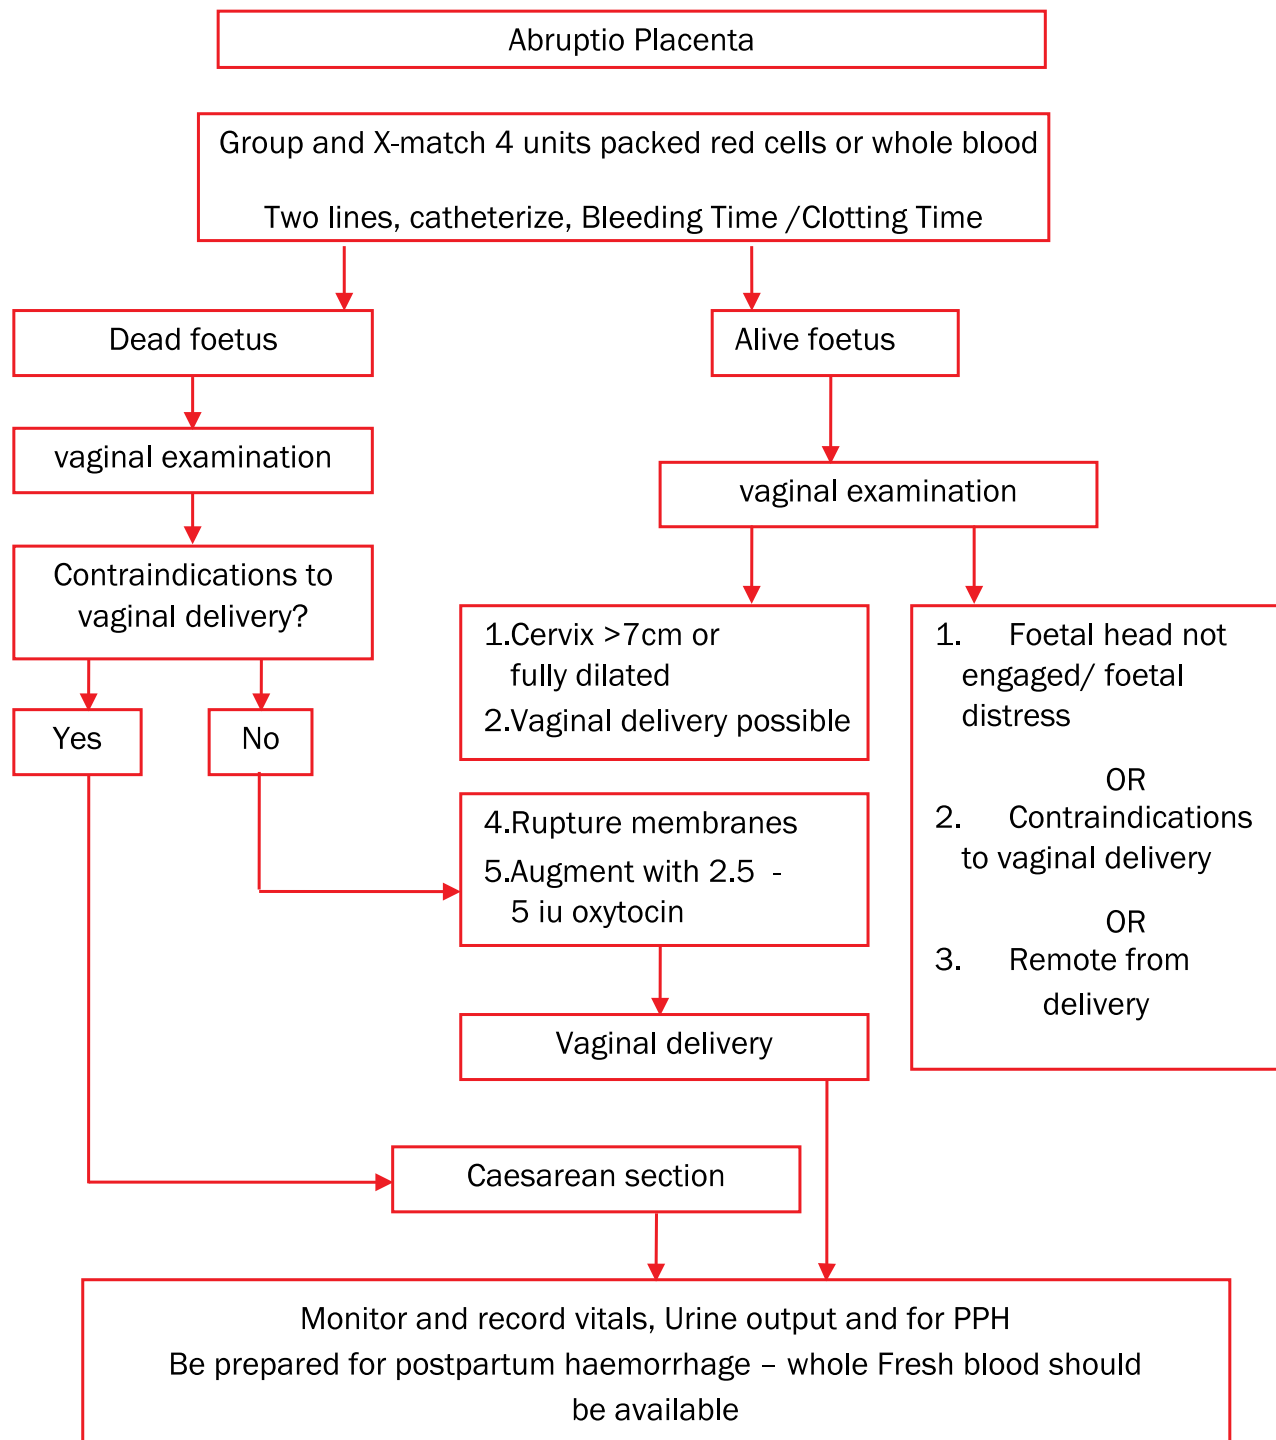 Abruptio Placenta
Group and X-match 4 units packed red cells or whole blood
Two lines, catheterize, Bleeding Time /Clotting Time
Dead foetus
Alive foetus
vaginal examination
vaginal examination
Contraindications to
vaginal delivery?
Yes
No
1.Cervix >7cm or
fully dilated
2.Vaginal delivery possible
1. Foetal head not
engaged/ foetal
distress
OR
2. Contraindications
to vaginal delivery
OR
3. Remote from
delivery
4.Rupture membranes
5.Augment with 2.5 -
5 iu oxytocin
Vaginal delivery
Caesarean section
Monitor and record vitals, Urine output and for PPH
Be prepared for postpartum haemorrhage – whole Fresh blood should
be available